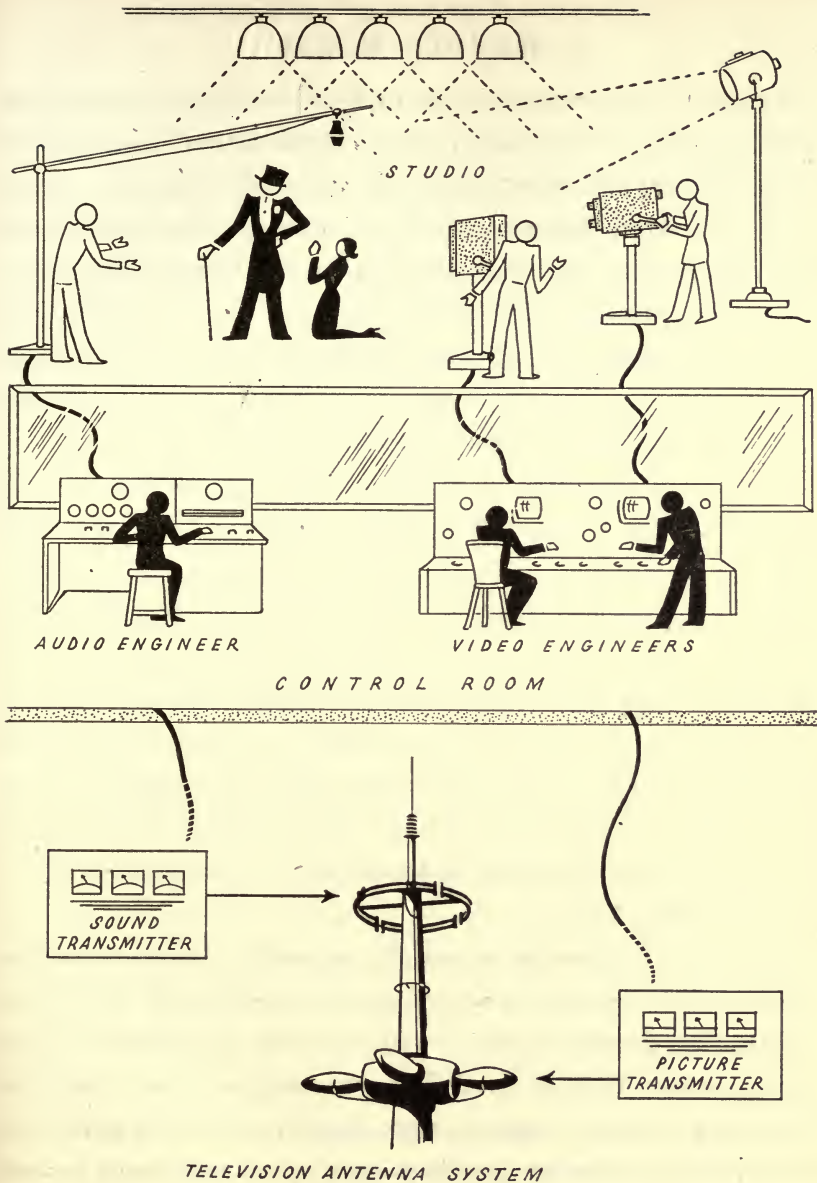 STUDIO
AUDIO ENGINEER
VIDEO ENGINEERS
CONTROL ROOM
SOUND
TRANSMITTER
PICTURE
TRANSMITTER
TELEVISION ANTENNA SYSTEM